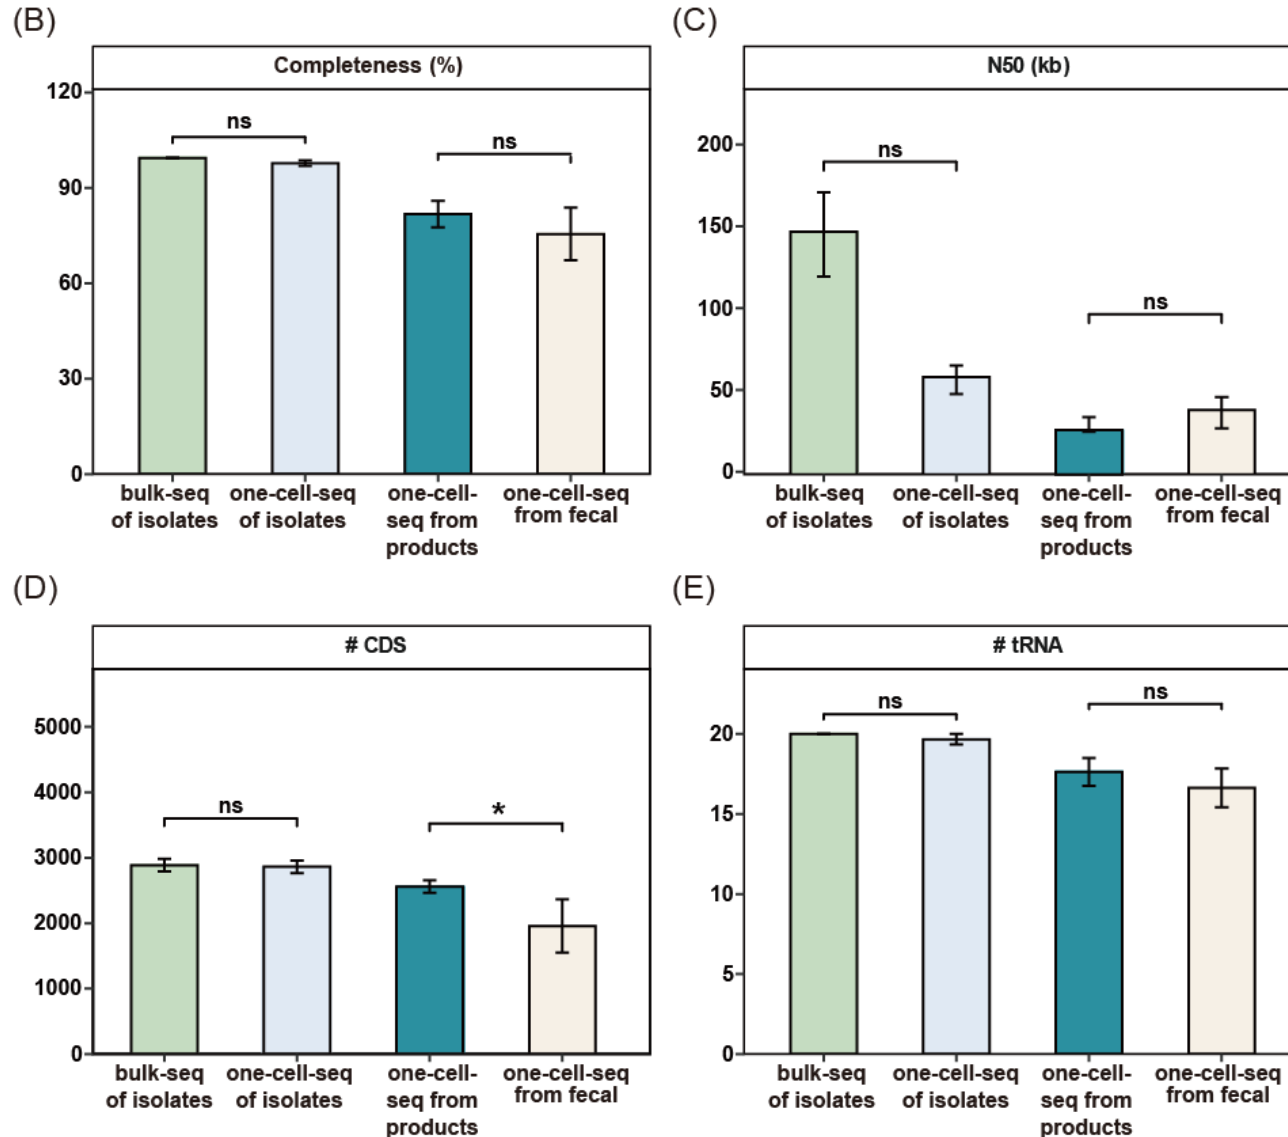 (B)
Completeness (%)
120
90
60
30
0
ns
ns
bulk-seq
of isolates
one-cell-seq
of isolates
one-cell-
seq from
products
one-cell-seq
from fecal
(C)
N50 (kb)
200
150
100
50
0
ns
ns
bulk-seq
of isolates
one-cell-seq
of isolates
one-cell-
seq from
products
one-cell-seq
from fecal
(D)
# CDS
5000
4000
3000
2000
1000
0
ns
*
bulk-seq
of isolates
one-cell-seq
of isolates
one-cell-
seq from
products
one-cell-seq
from fecal
(E)
# tRNA
20
15
10
5
0
ns
ns
bulk-seq
of isolates
one-cell-seq
of isolates
one-cell-
seq from
products
one-cell-seq
from fecal